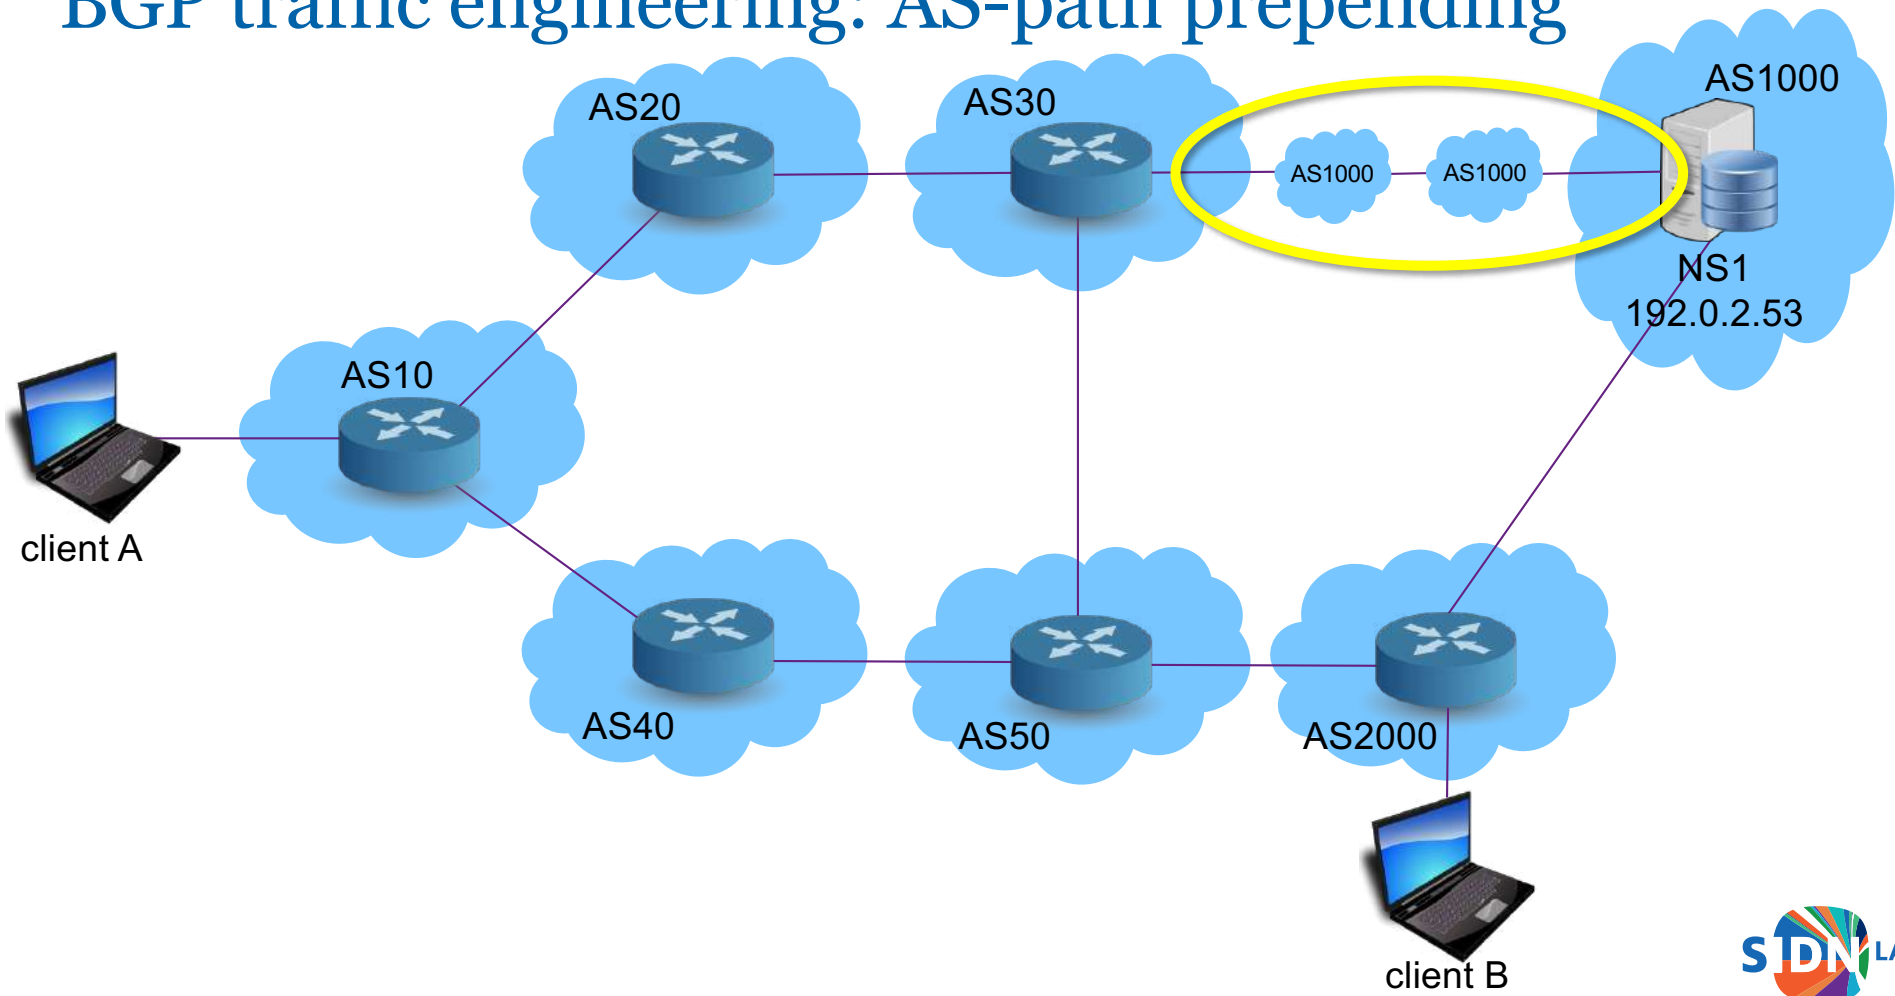 BGP traffic engineering: AS-path prepending
AS1000
AS20
AS30
AS1000
AS1000
NS1
192.0.2.53
AS10
client A
AS40
AS50
AS2000
client B
SIDN LA